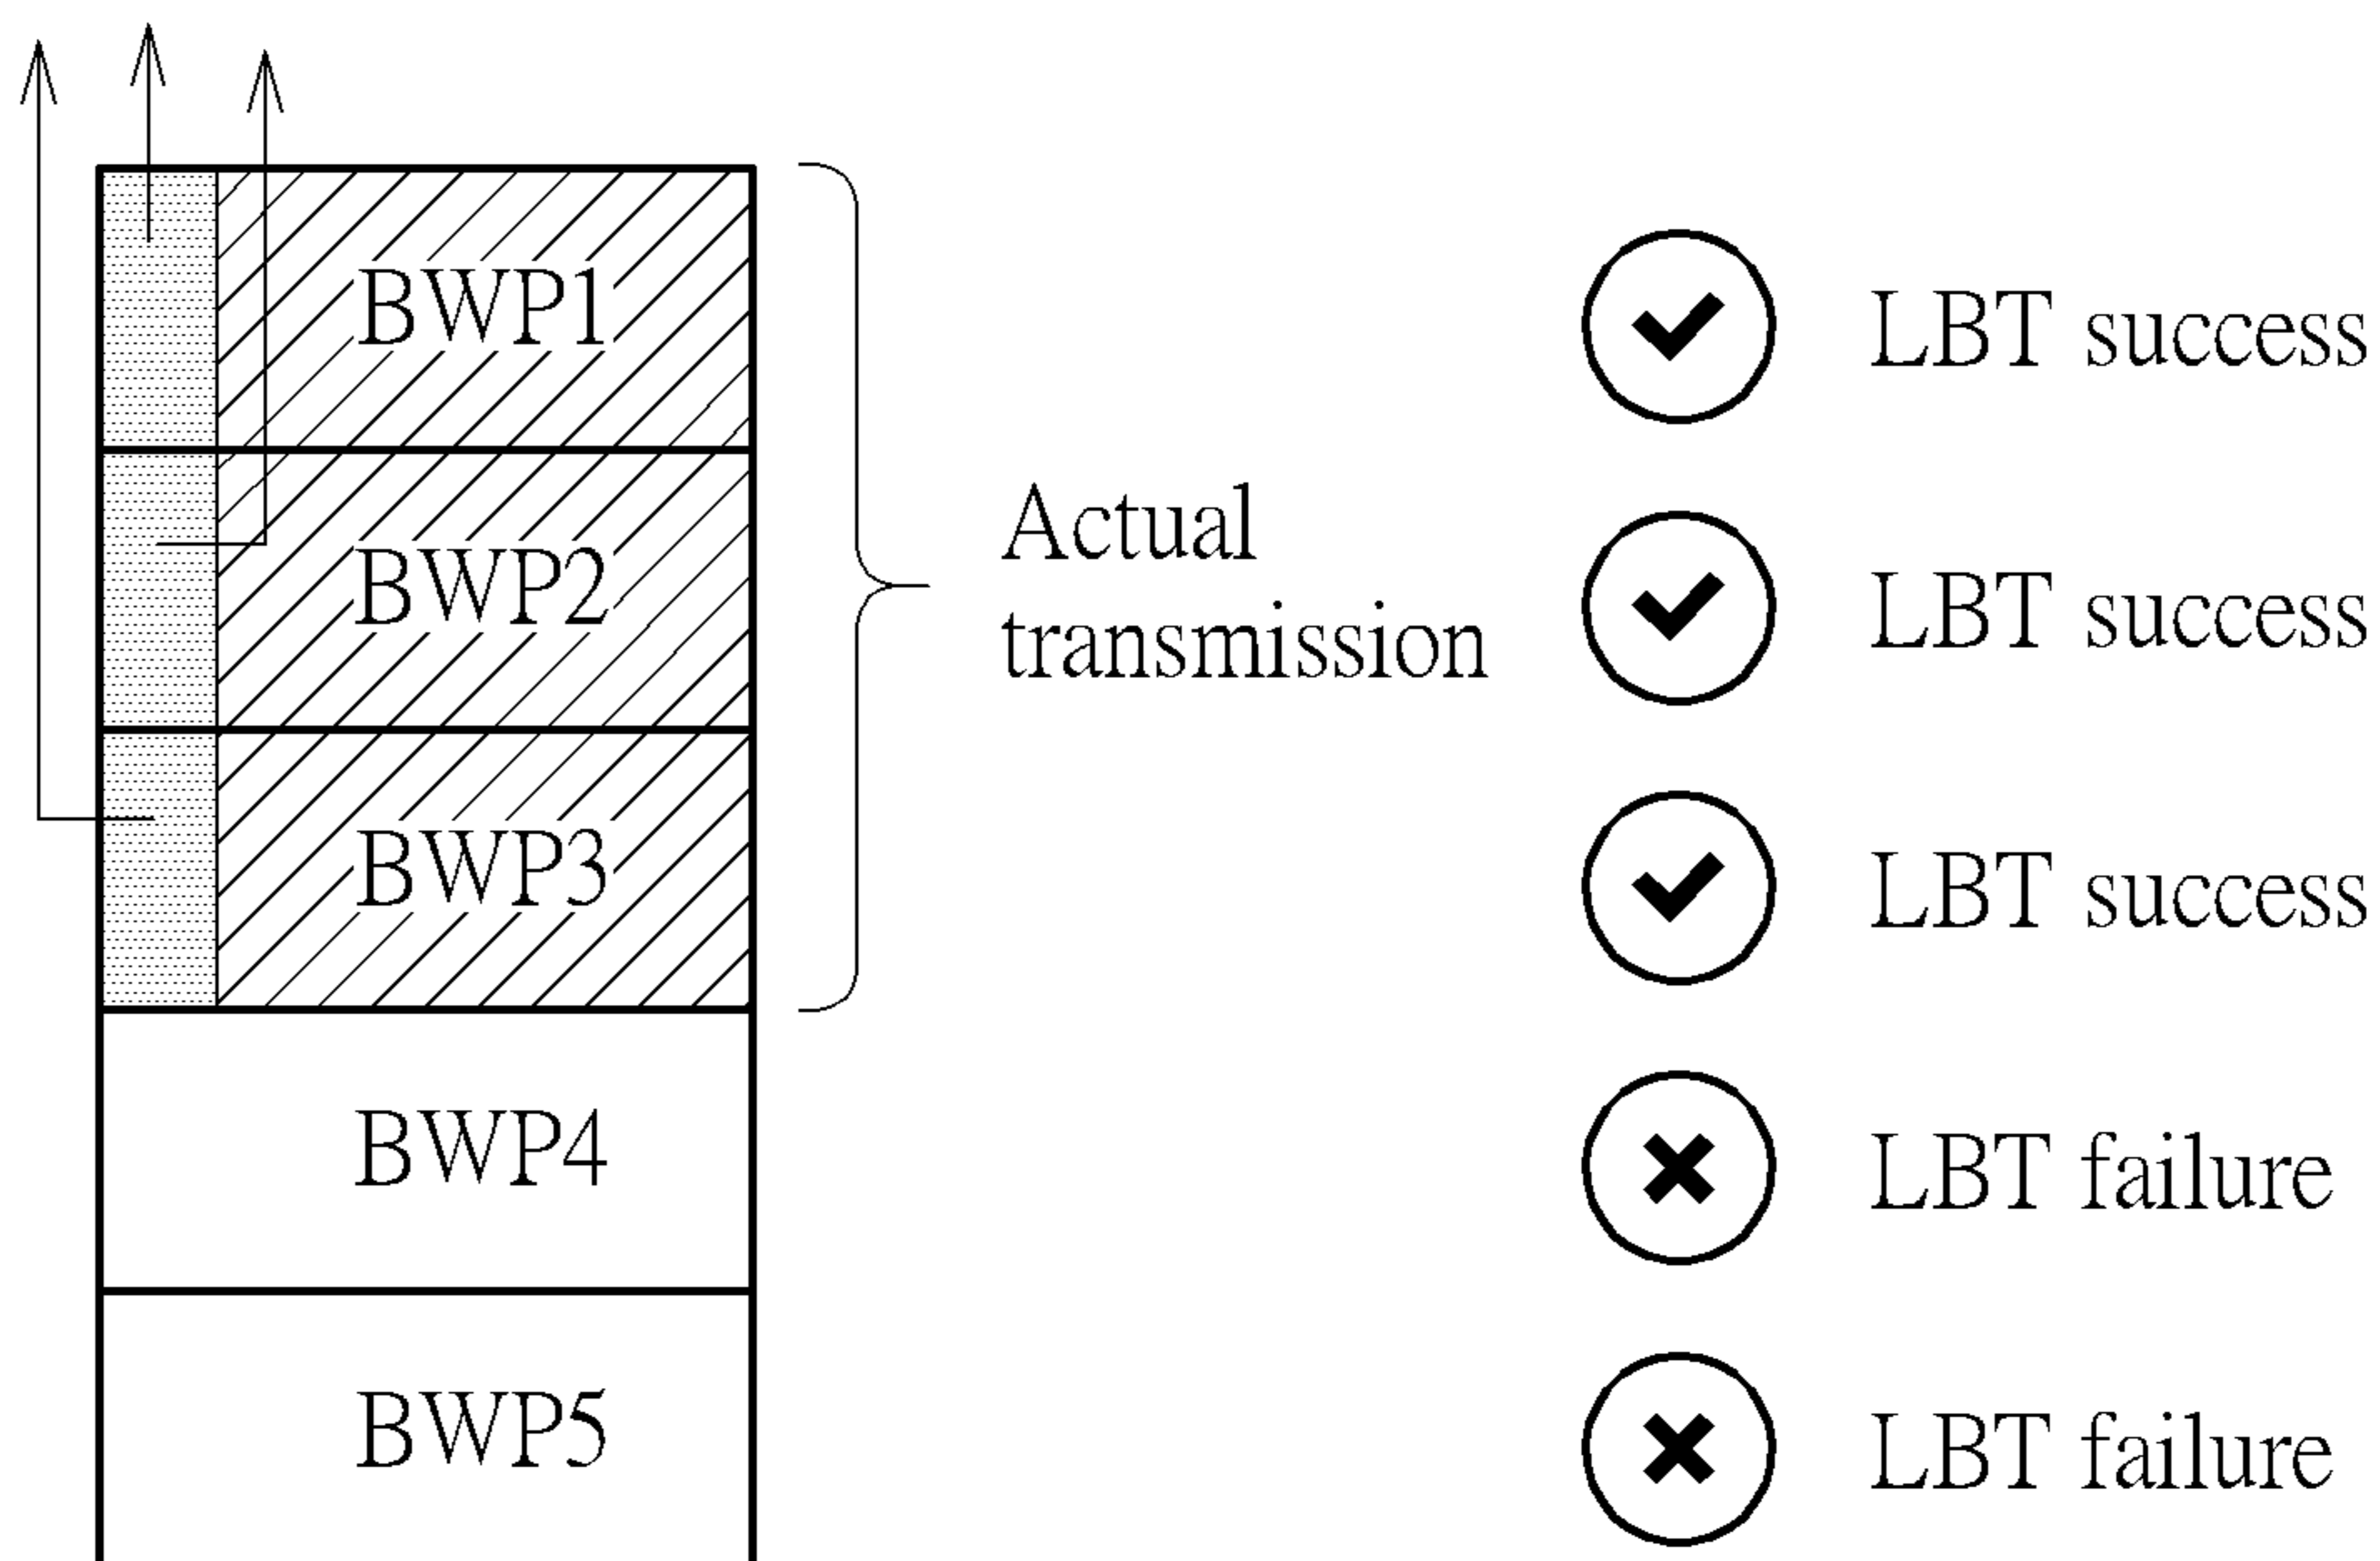 BWP1
LBT success
BWP2
Actual
transmission
LBT success
BWP3
LBT success
BWP4
LBT failure
BWP5
LBT failure